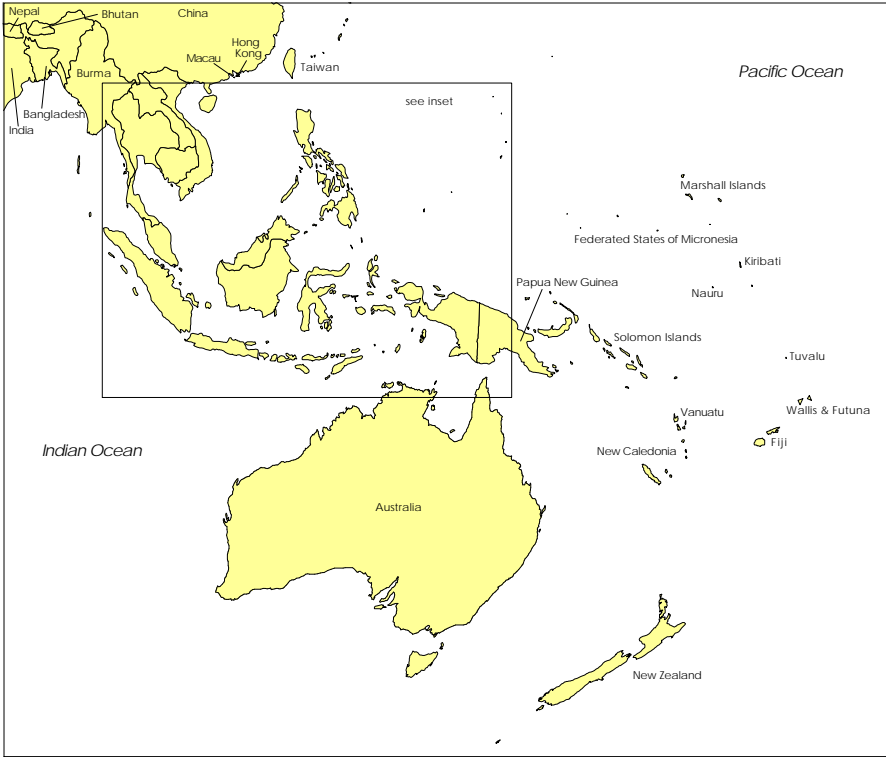 Nepal
Bhutan
China
Hong
Kong
Macau
Taiwan
Burma
Pacific Ocean
see inset
Bangladesh
India
Marshall Islands
Federated States of Micronesia
Kiribati
Papua New Guinea
Nauru
Solomon Islands
Tuvalu
Wallis & Futuna
Vanuatu
Fiji
Indian Ocean
New Caledonia
Australia
New Zealand